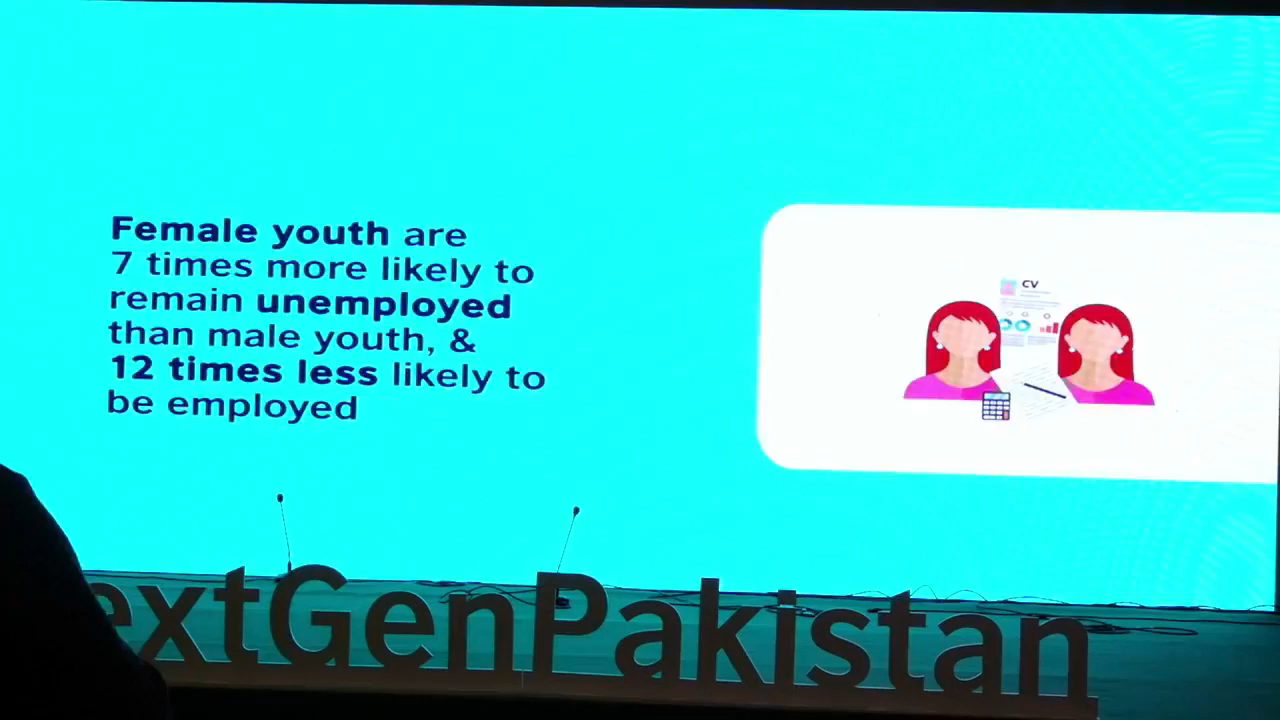 Female youth are
7 times more likely to
remain unemployed
than male youth, &
12 times less likely to
be employed
CV
extGenPakistan